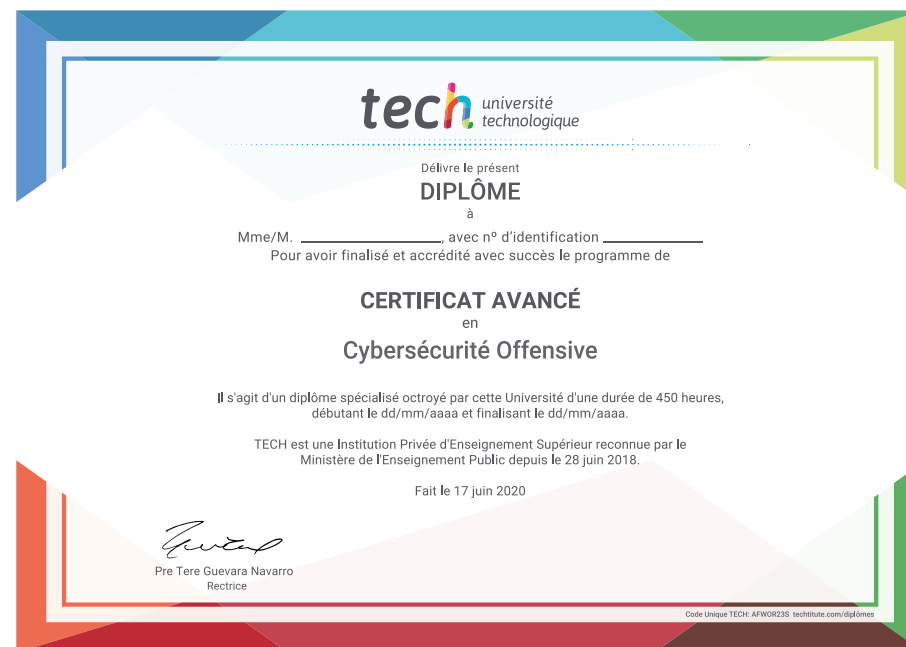 tech université
technologique
Délivre le présent
DIPLÔME
à
Mme/M. ____________________, avec nº d'identification ______________
Pour avoir finalisé et accrédité avec succès le programme de
CERTIFICAT AVANCÉ
en
Cybersécurité Offensive
Il s'agit d'un diplôme spécialisé octroyé par cette Université d'une durée de 450 heures,
débutant le dd/mm/aaaa et finalisant le dd/mm/aaaa.
TECH est une Institution Privée d'Enseignement Supérieur reconnue par le
Ministère de l'Enseignement Public depuis le 28 juin 2018.
Fait le 17 juin 2020
Pre Tere Guevara Navarro
Rectrice
Code Unique TECH: AFWOR23S techtitute.com/diplômes